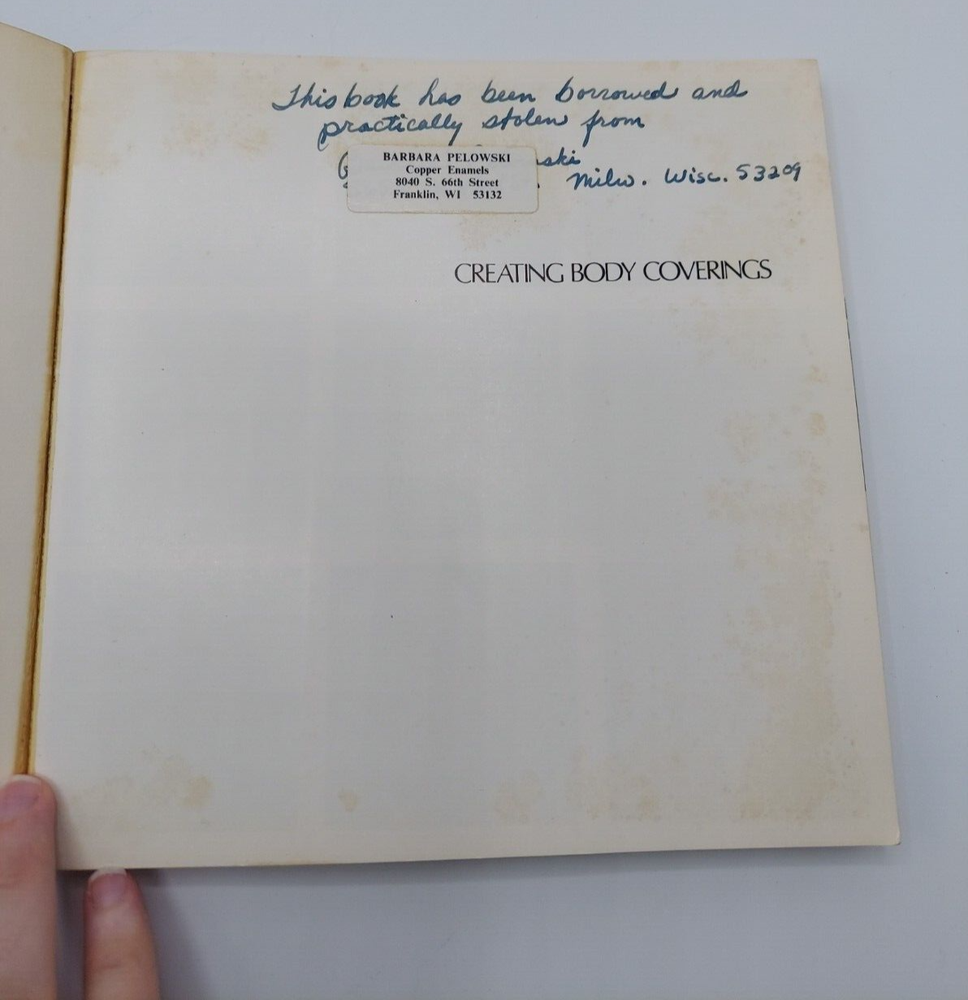 This book has been borrowed and
practically stolen from
ski
Milw. Wisc. 53209
BARBARA PELOWSKI
Copper Enamels
8040 S. 66th Street
Franklin, WI 53132
CREATING BODY COVERINGS